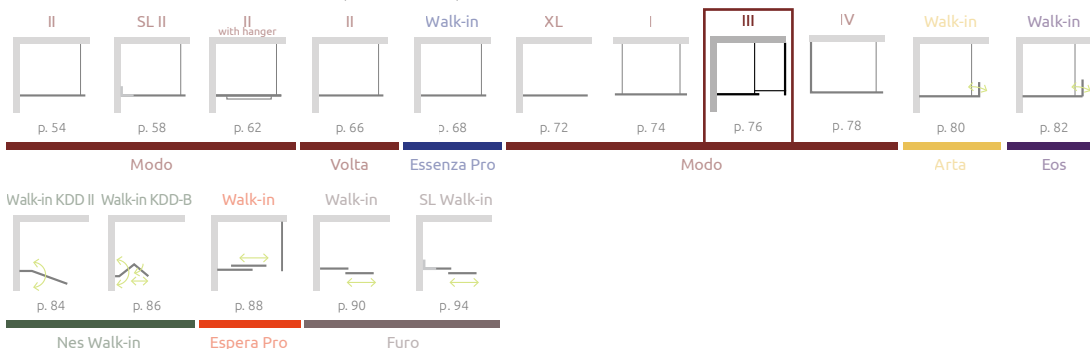 II SL II II with hanger II Walk-in XL I III IV Walk-in Walk-in
p. 54 p. 58 p. 62 p. 66 p. 68 p. 72 p. 74 p. 76 p. 78 p. 80 p. 82
Modo Volta Essenza Pro Modo Arta Eos
Walk-in KDD II Walk-in KDD-B Walk-in Walk-in SL Walk-in
p. 84 p. 86 p. 88 p. 90 p. 94
Nes Walk-in Espera Pro Furo